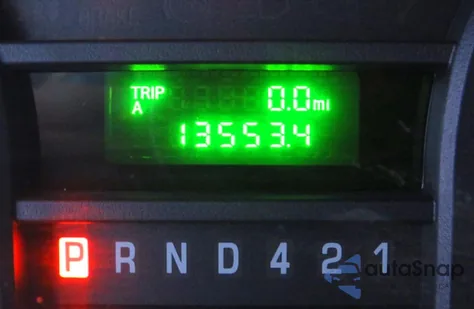 TRIP 0.0mi
A
13553.4
P R N D 4 2 1
autoSnap